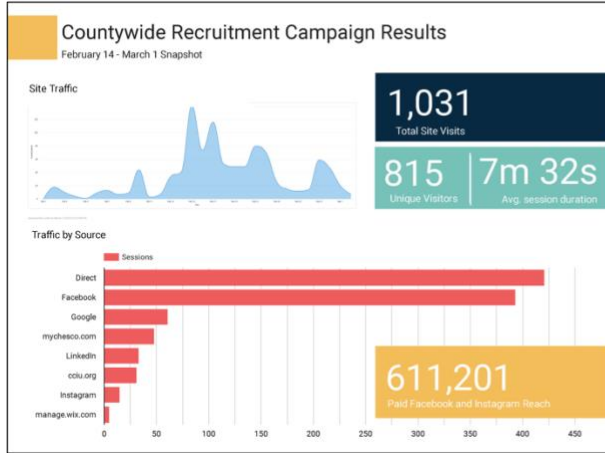 Countywide Recruitment Campaign Results
February 14 - March 1 Snapshot
Site Traffic
1,031
Total Site Visits
815
Unique Visitors
7m 32s
Avg. session duration
Traffic by Source
Sessions
Direct
Facebook
Google
mychesco.com
LinkedIn
cciu.org
Instagram
manage.wix.com
0
50
100
150
200
250
300
350
400
450
611,201
Paid Facebook and Instagram Reach